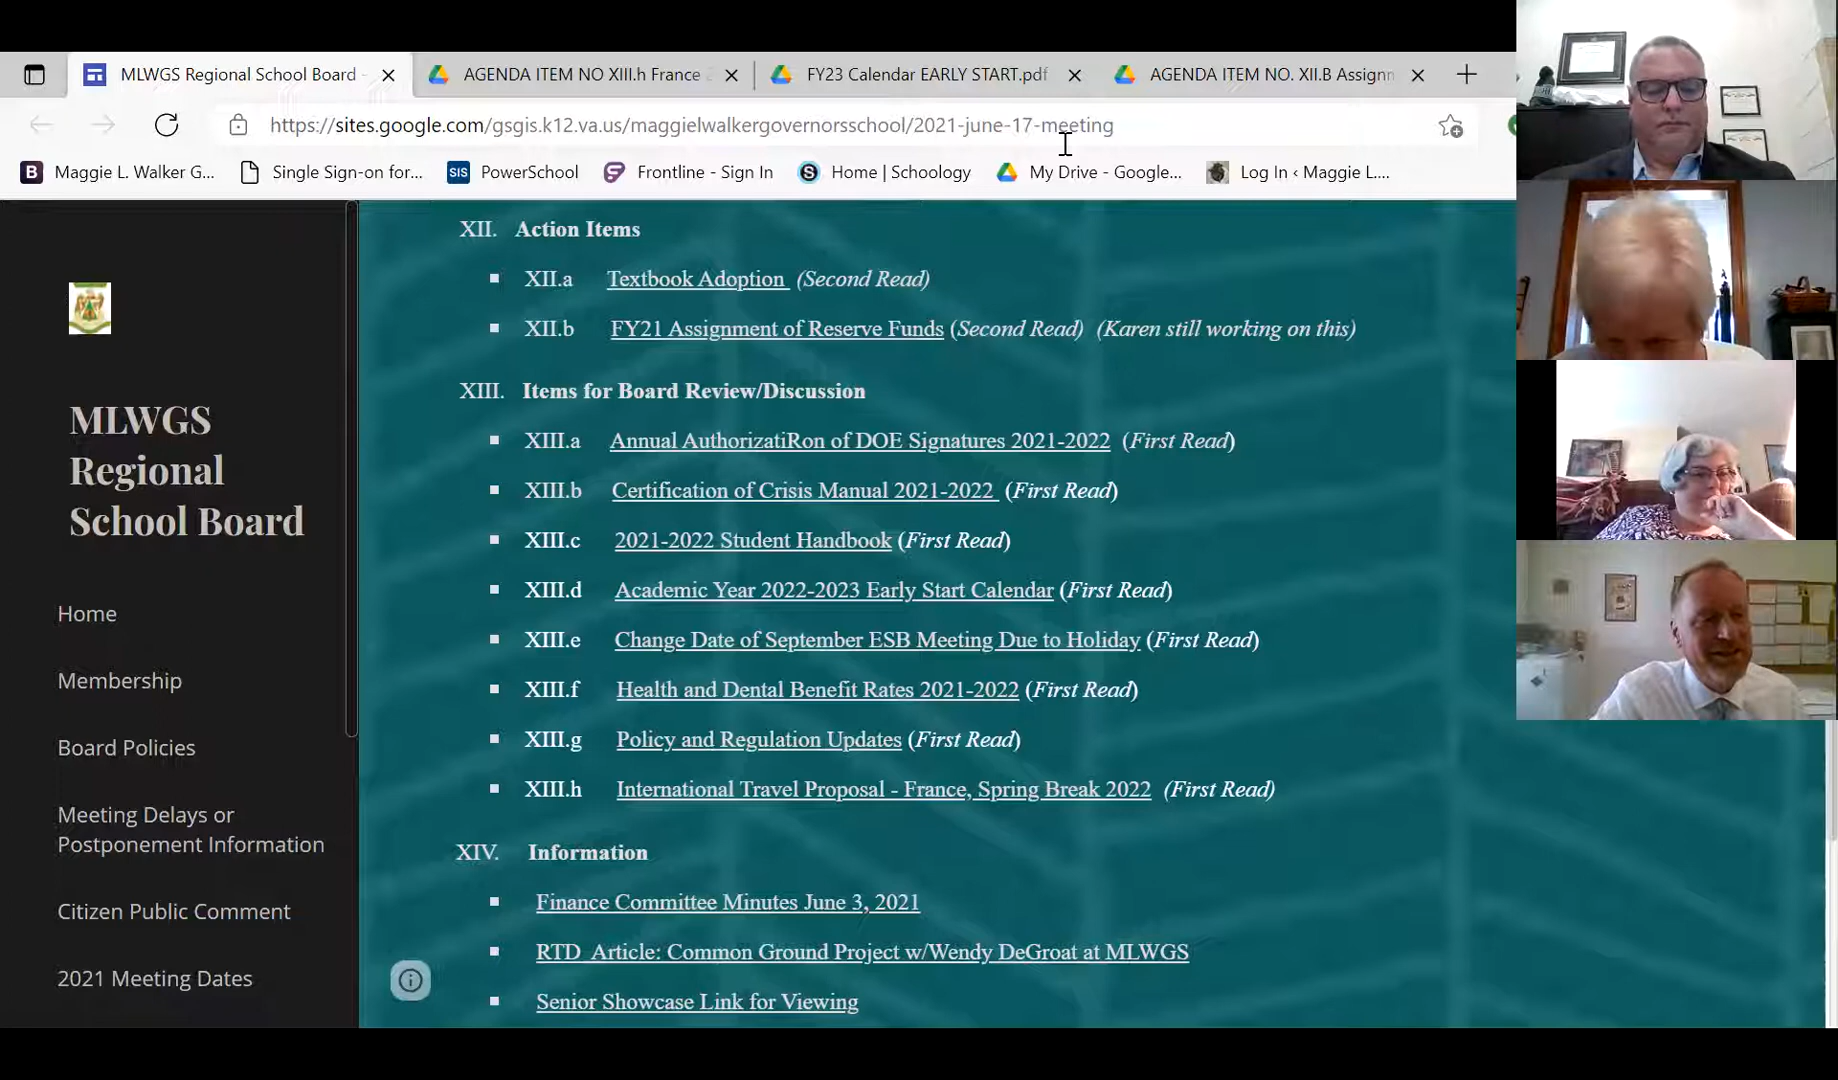 MLWGS Regional School Board -
AGENDA ITEM NO XIII.h France
FY23 Calendar EARLY START.pdf
AGENDA ITEM NO. XII.B Assignm
https://sites.google.com/gsgis.k12.va.us/maggielwalkergovernorsschool/2021-june-17-meeting
Maggie L. Walker G...
Single Sign-on for...
SIS PowerSchool
Frontline - Sign In
Home | Schoology
My Drive - Google...
Log In ‹ Maggie L....
MLWGS
Regional
School Board
Home
Membership
Board Policies
Meeting Delays or
Postponement Information
Citizen Public Comment
2021 Meeting Dates
XII. Action Items
XII.a Textbook Adoption (Second Read)
XII.b FY21 Assignment of Reserve Funds (Second Read) (Karen still working on this)
XIII. Items for Board Review/Discussion
XIII.a Annual AuthorizatiRon of DOE Signatures 2021-2022 (First Read)
XIII.b Certification of Crisis Manual 2021-2022 (First Read)
XIII.c 2021-2022 Student Handbook (First Read)
XIII.d Academic Year 2022-2023 Early Start Calendar (First Read)
XIII.e Change Date of September ESB Meeting Due to Holiday (First Read)
XIII.f Health and Dental Benefit Rates 2021-2022 (First Read)
XIII.g Policy and Regulation Updates (First Read)
XIII.h International Travel Proposal - France, Spring Break 2022 (First Read)
XIV. Information
Finance Committee Minutes June 3, 2021
RTD Article: Common Ground Project w/Wendy DeGroat at MLWGS
Senior Showcase Link for Viewing